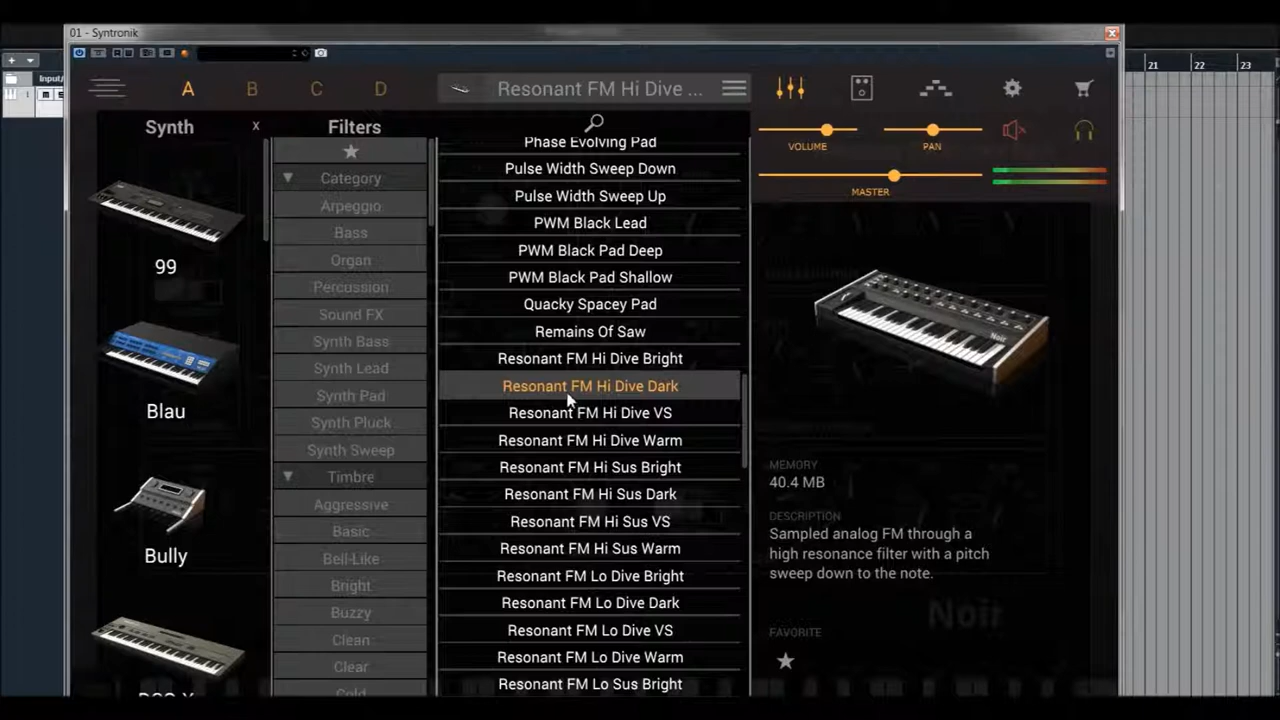 01 - Syntronik
Input/
21 22 23
A B C D
Resonant FM Hi Dive ...
Synth x
Filters
VOLUME PAN
MASTER
99
Blau
Bully
Category
Arpeggio
Bass
Organ
Percussion
Sound FX
Synth Bass
Synth Lead
Synth Pad
Synth Pluck
Synth Sweep
Timbre
Aggressive
Basic
Bell-Like
Bright
Buzzy
Clean
Clear
Cold
Phase Evolving Pad
Pulse Width Sweep Down
Pulse Width Sweep Up
PWM Black Lead
PWM Black Pad Deep
PWM Black Pad Shallow
Quacky Spacey Pad
Remains Of Saw
Resonant FM Hi Dive Bright
Resonant FM Hi Dive Dark
Resonant FM Hi Dive VS
Resonant FM Hi Dive Warm
Resonant FM Hi Sus Bright
Resonant FM Hi Sus Dark
Resonant FM Hi Sus VS
Resonant FM Hi Sus Warm
Resonant FM Lo Dive Bright
Resonant FM Lo Dive Dark
Resonant FM Lo Dive VS
Resonant FM Lo Dive Warm
Resonant FM Lo Sus Bright
MEMORY
40.4 MB
DESCRIPTION
Sampled analog FM through a
high resonance filter with a pitch
sweep down to the note.
Noir
FAVORITE